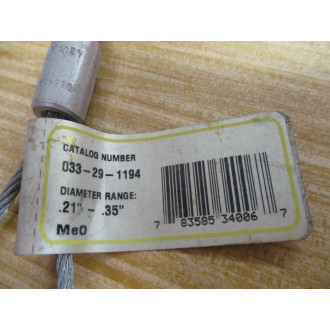 CATALOG NUMBER
033-29-1194
DIAMETER RANGE:
.21" - .35"
MeO
7 83585 34006 7